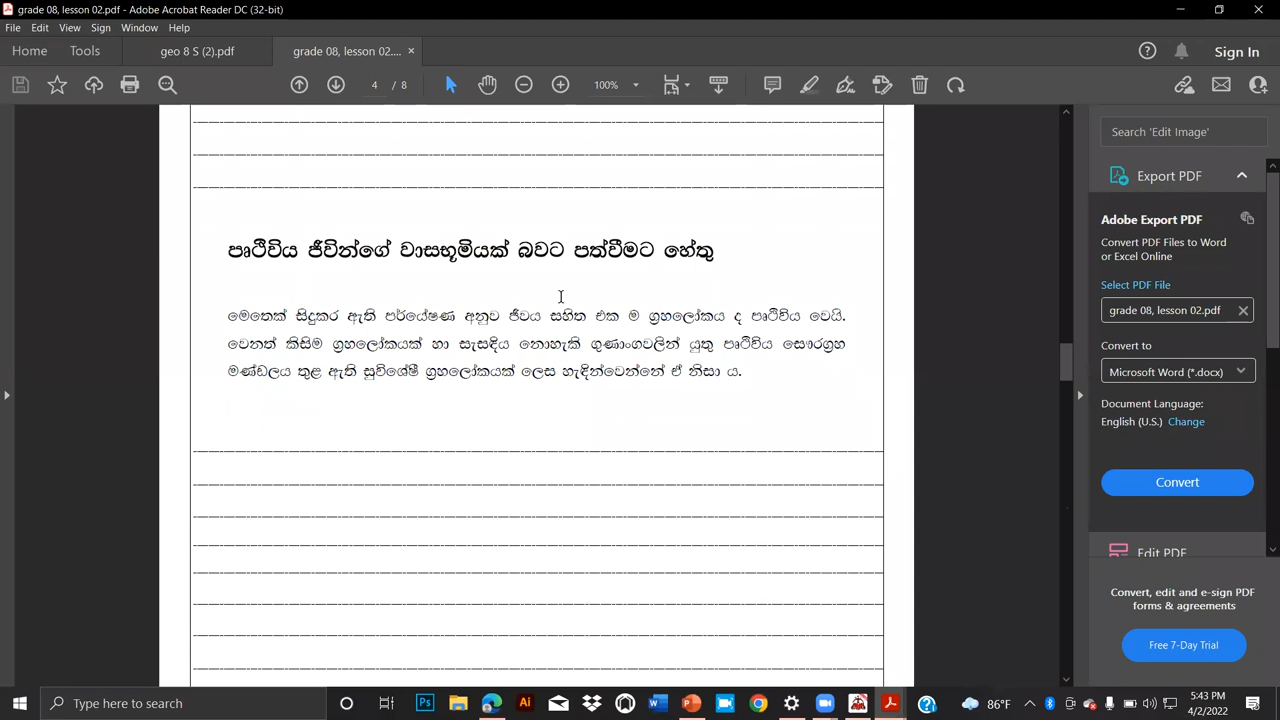 grade 08, lesson 02.pdf - Adobe Acrobat Reader DC (32-bit)
File Edit View Sign Window Help
Home Tools geo 8 S (2).pdf grade 08, lesson 02.... × Sign In
4 / 8 100%
Search 'Edit Image'
Export PDF
පෘථිවිය ජීවින්ගේ වාසභූමියක් බවට පත්වීමට හේතු
මෙතෙක් සිදුකර ඇති පර්යේෂණ අනුව ජීවය සහිත එක ම ග්‍රහලෝකය ද පෘථිවිය වෙයි.
වෙනත් කිසිම ග්‍රහලෝකයක් හා සැසඳිය නොහැකි ගුණාංගවලින් යුතු පෘථිවිය සෞරග්‍රහ
මණ්ඩලය තුළ ඇති සුවිශේෂී ග්‍රහලෝකයක් ලෙස හැඳින්වෙන්නේ ඒ නිසා ය.
Adobe Export PDF
Convert PDF Files to Word
or Excel Online
Select PDF File
grade 08, lesson 02.pdf
Convert to
Microsoft Word (*.docx)
Document Language:
English (U.S.) Change
Convert
Edit PDF
Convert, edit and e-sign PDF
forms & agreements
Free 7-Day Trial
Type here to search
86°F
5:43 PM
4/2/2022